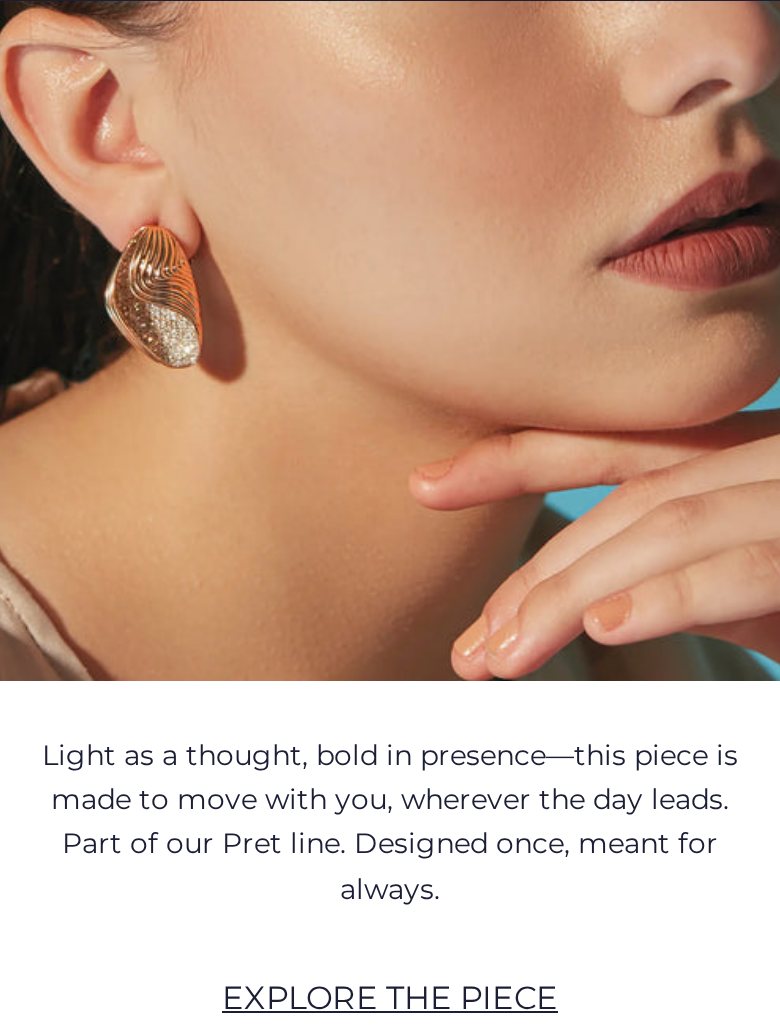 Light as a thought, bold in presence—this piece is
made to move with you, wherever the day leads.
Part of our Pret line. Designed once, meant for
always.
EXPLORE THE PIECE